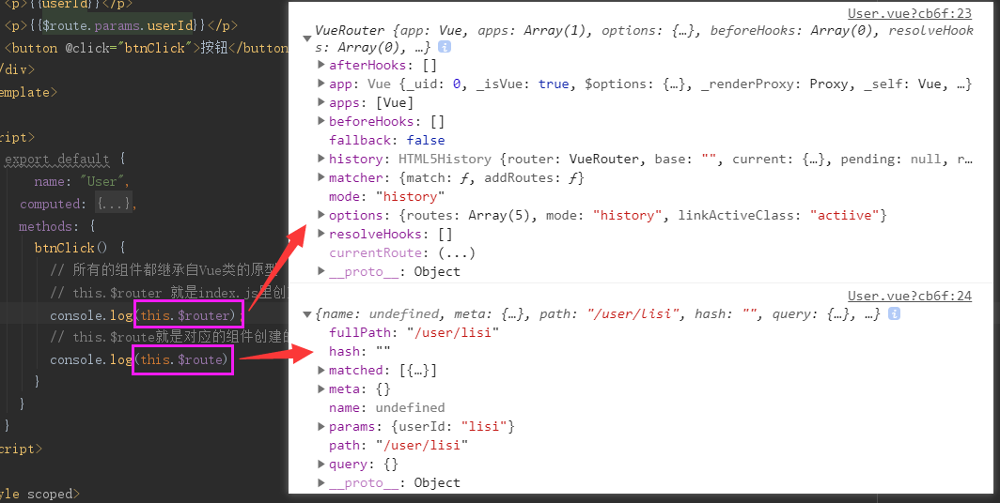 <p>{{userId}}</p>
<p>{{$route.params.userId}}</p>
<button @click="btnClick">按钮</button
/div>
emplate>
ript>
export default {
name: "User",
computed: {...},
methods: {
btnClick() {
// 所有的组件都继承自Vue类的原型
// this.$router 就是index.js里创
console.log(this.$router);
// this.$route就是对应的组件创建的
console.log(this.$route)
}
}
}
cript>
yle scoped>
User.vue?cb6f:23
VueRouter {app: Vue, apps: Array(1), options: {…}, beforeHooks: Array(0), resolveHook
s: Array(0), …}
afterHooks: []
app: Vue {_uid: 0, _isVue: true, $options: {…}, _renderProxy: Proxy, _self: Vue, …}
apps: [Vue]
beforeHooks: []
fallback: false
history: HTML5History {router: VueRouter, base: "", current: {…}, pending: null, r…
matcher: {match: ƒ, addRoutes: ƒ}
mode: "history"
options: {routes: Array(5), mode: "history", linkActiveClass: "actiive"}
resolveHooks: []
currentRoute: (...)
__proto__: Object
User.vue?cb6f:24
{name: undefined, meta: {…}, path: "/user/lisi", hash: "", query: {…}, …}
fullPath: "/user/lisi"
hash: ""
matched: [{…}]
meta: {}
name: undefined
params: {userId: "lisi"}
path: "/user/lisi"
query: {}
__proto__: Object